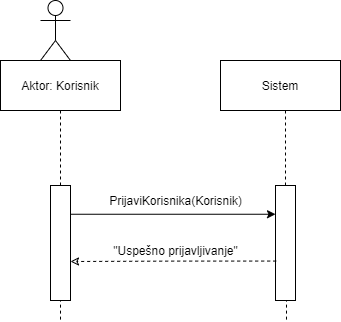 Aktor: Korisnik
Sistem
PrijaviKorisnika(Korisnik)
"Uspešno prijavljivanje"